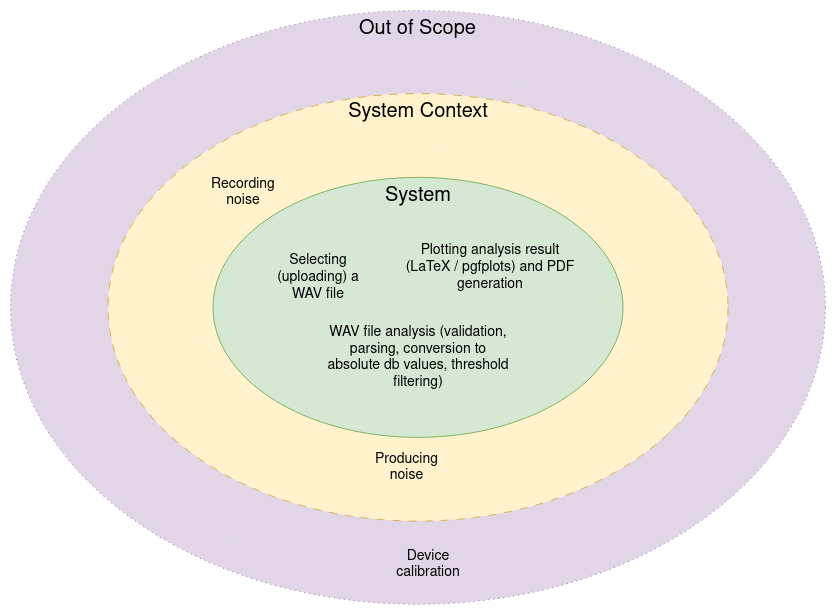 Out of Scope
System Context
Recording
noise
System
Selecting
(uploading) a
WAV file
Plotting analysis result
(LaTeX / pgfplots) and PDF
generation
WAV file analysis (validation,
parsing, conversion to
absolute db values, threshold
filtering)
Producing
noise
Device
calibration